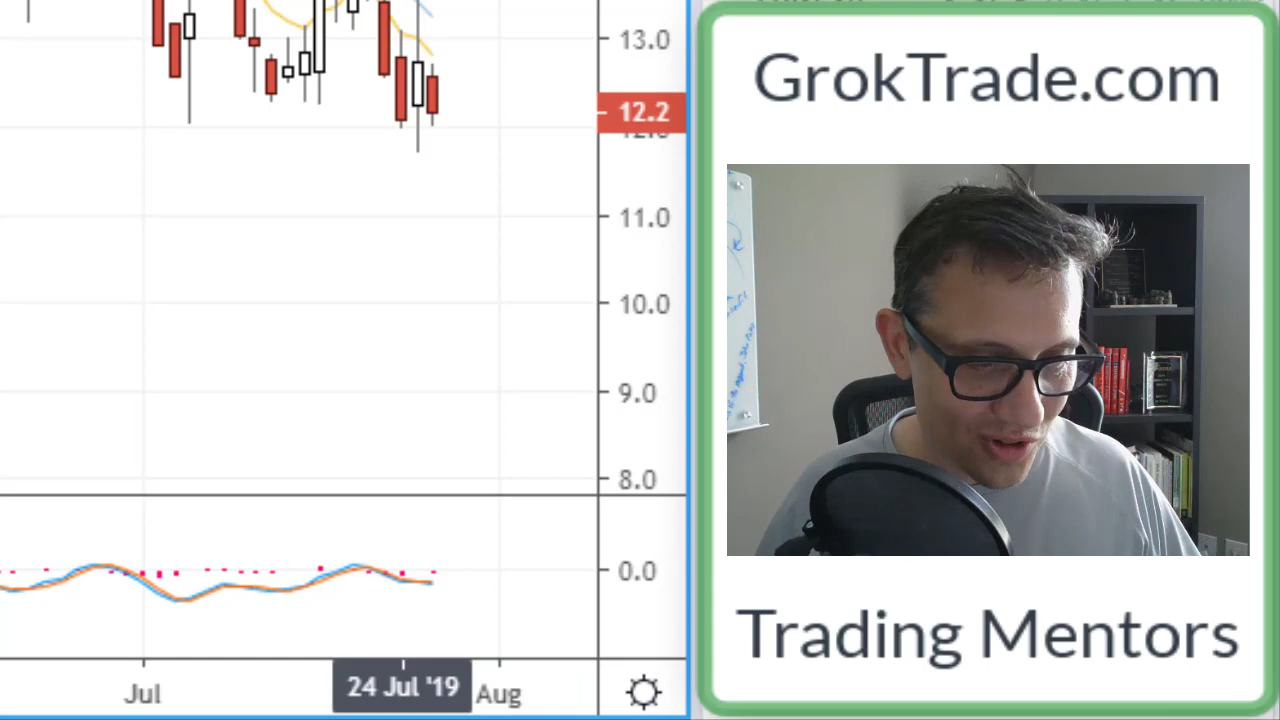 GrokTrade.com
13.0
12.2
11.0
10.0
9.0
8.0
0.0
Jul
24 Jul '19
Aug
Trading Mentors